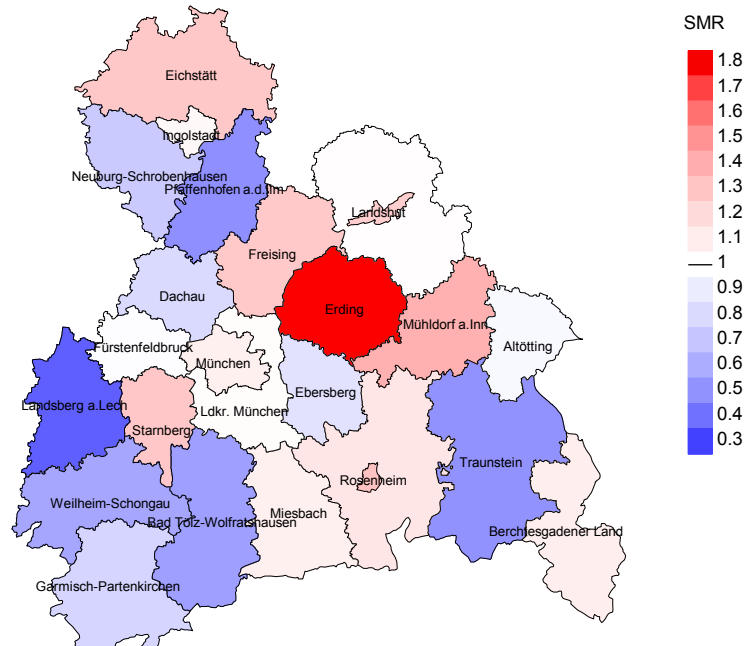 SMR
1.8
1.7
1.6
1.5
1.4
1.3
1.2
1.1
1
0.9
0.8
0.7
0.6
0.5
0.4
0.3
Eichstätt
Ingolstadt
Neuburg-Schrobenhausen
Pfaffenhofen a.d.Ilm
Landshut
Freising
Dachau
Erding
Mühldorf a.Inn
Altötting
Fürstenfeldbruck
München
Ebersberg
Landsberg a.Lech
Ldkr. München
Starnberg
Traunstein
Rosenheim
Weilheim-Schongau
Miesbach
Bad Tölz-Wolfratshausen
Berchtesgadener Land
Garmisch-Partenkirchen